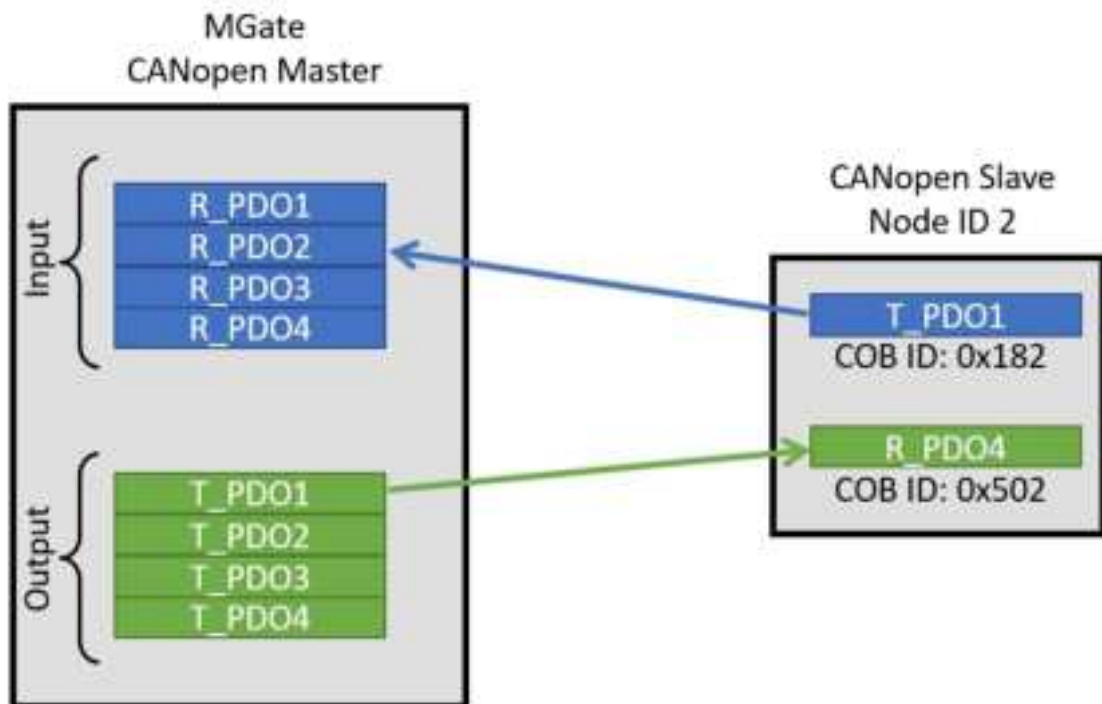 MGate
CANopen Master
Input
R_PDO1
R_PDO2
R_PDO3
R_PDO4
Output
T_PDO1
T_PDO2
T_PDO3
T_PDO4
CANopen Slave
Node ID 2
T_PDO1
COB ID: 0x182
R_PDO4
COB ID: 0x502